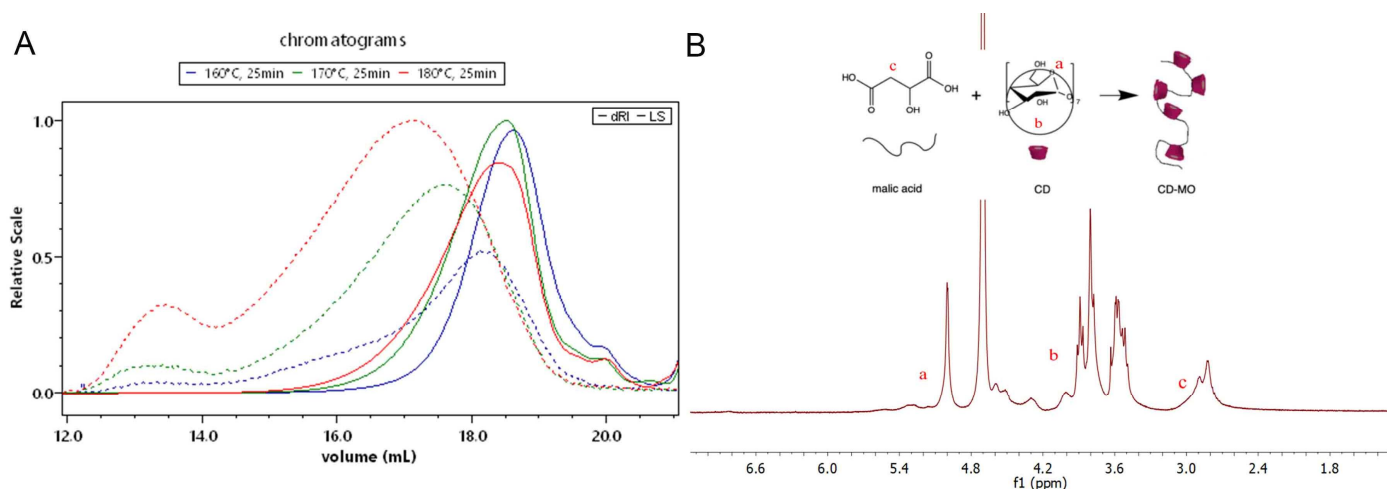 A
chromatograms
160°C, 25min 170°C, 25min 180°C, 25min
dRI LS
Relative Scale
1.0
0.5
0.0
12.0 14.0 16.0 18.0 20.0
volume (mL)
B
c
O
HO
O
OH
OH
+
OH
a
O
O
OH
HO
7
b
malic acid
CD
CD-MO
a
b
c
6.6 6.0 5.4 4.8 4.2 3.6 3.0 2.4 1.8
f1 (ppm)